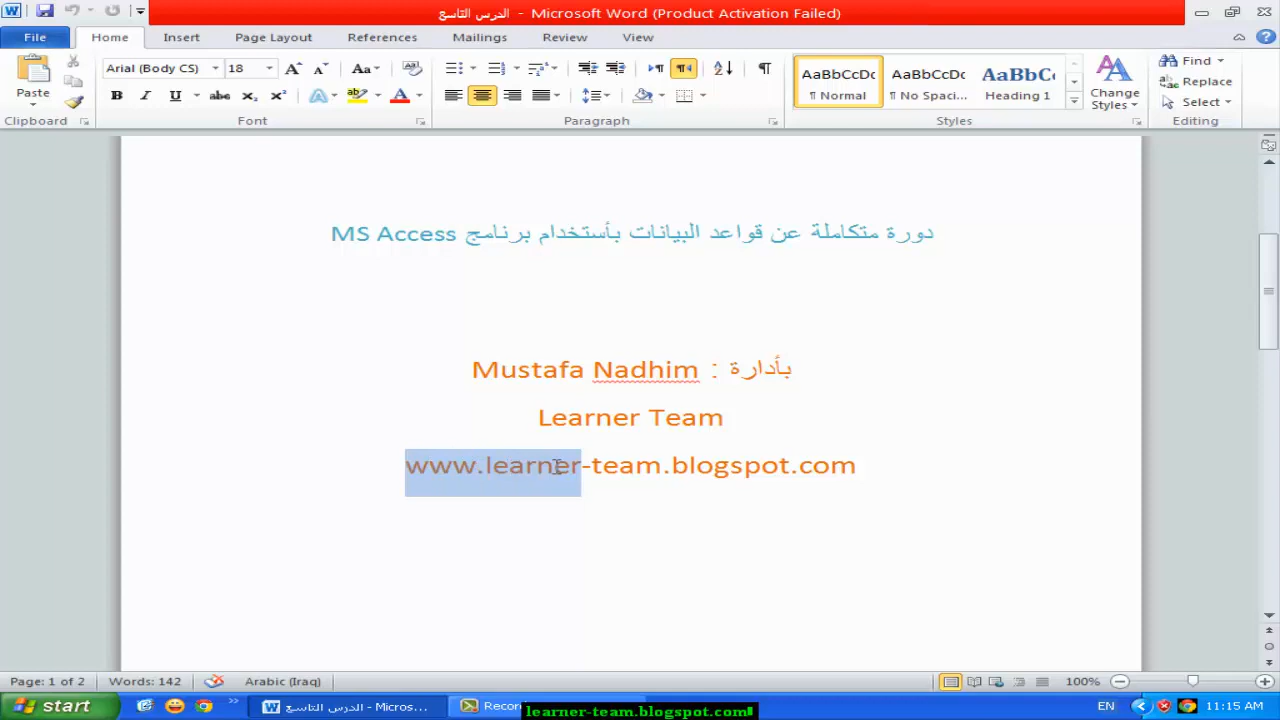 الدرس التاسع - Microsoft Word (Product Activation Failed)
File Home Insert Page Layout References Mailings Review View
Paste
Clipboard
Arial (Body CS) 18
Font
Paragraph
AaBbCcDc AaBbCcDc AaBbCc
¶ Normal ¶ No Spaci... Heading 1
Change Styles
Styles
Find
Replace
Select
Editing
دورة متكاملة عن قواعد البيانات بأستخدام برنامج MS Access
بأدارة : Mustafa Nadhim
Learner Team
www.learner-team.blogspot.com
Page: 1 of 2 Words: 142 Arabic (Iraq) 100%
start الدرس التاسع - Micros... EN 11:15 AM
learner-team.blogspot.com